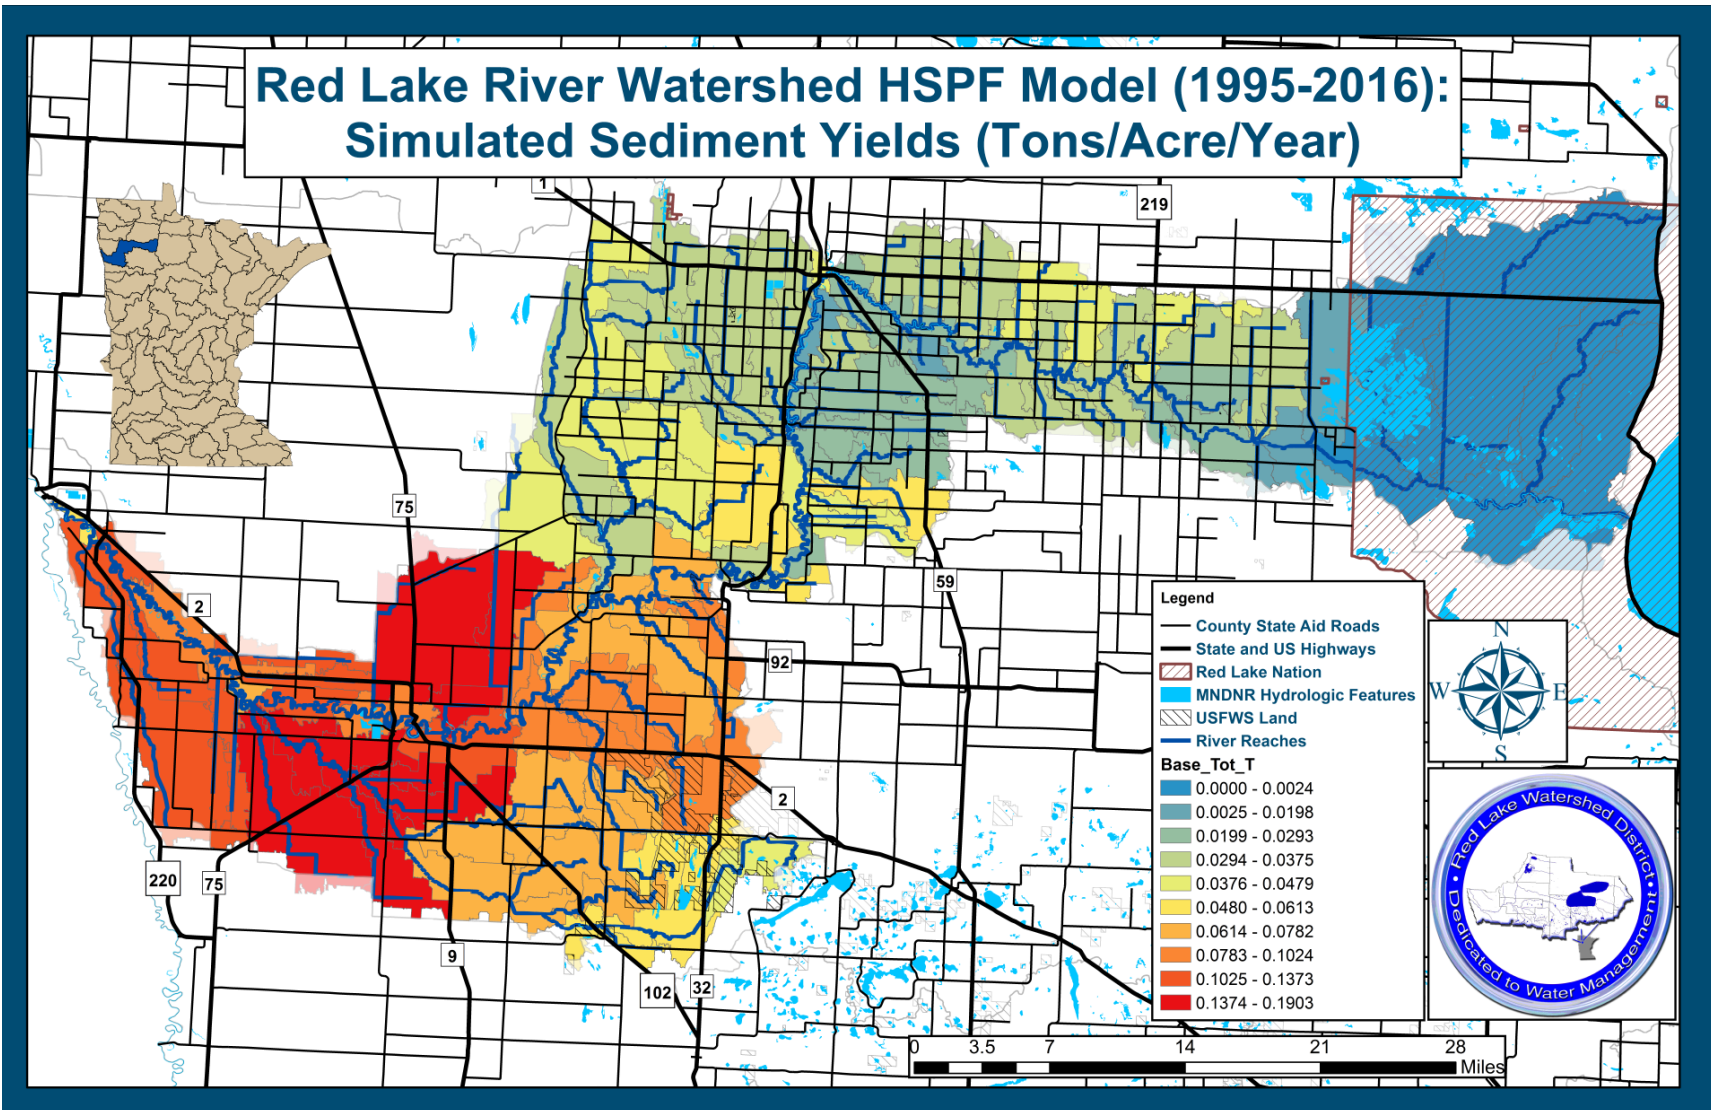 Red Lake River Watershed HSPF Model (1995-2016):
Simulated Sediment Yields (Tons/Acre/Year)
1
219
75
2
59
92
2
220
75
9
102
32
Legend
County State Aid Roads
State and US Highways
Red Lake Nation
MNDNR Hydrologic Features
USFWS Land
River Reaches
Base_Tot_T
0.0000 - 0.0024
0.0025 - 0.0198
0.0199 - 0.0293
0.0294 - 0.0375
0.0376 - 0.0479
0.0480 - 0.0613
0.0614 - 0.0782
0.0783 - 0.1024
0.1025 - 0.1373
0.1374 - 0.1903
N
W E
S
Red Lake Watershed District
Dedicated to Water Management
0 3.5 7 14 21 28
Miles